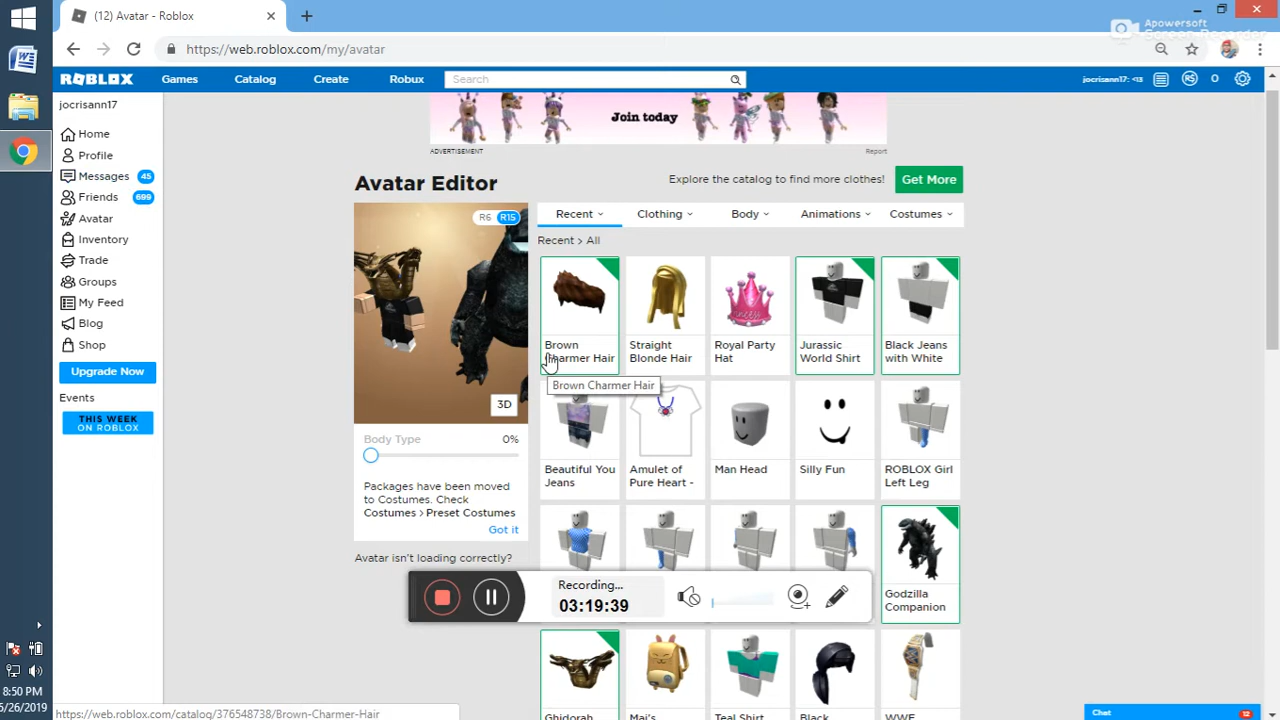 (12) Avatar - Roblox
Apowersoft
Screen Recorder
https://web.roblox.com/my/avatar
ROBLOX
Games
Catalog
Create
Robux
Search
jocrisann17: <13
0
jocrisann17
Home
Profile
Messages 45
Friends 699
Avatar
Inventory
Trade
Groups
My Feed
Blog
Shop
Upgrade Now
Events
THIS WEEK
ON ROBLOX
Join today
ADVERTISEMENT
Report
Avatar Editor
Explore the catalog to find more clothes!
Get More
R6 R15
3D
Body Type 0%
Packages have been moved
to Costumes. Check
Costumes > Preset Costumes
Got it
Avatar isn't loading correctly?
Recent
Clothing
Body
Animations
Costumes
Recent > All
Brown
Charmer Hair
Straight
Blonde Hair
Royal Party
Hat
Jurassic
World Shirt
Black Jeans
with White
Brown Charmer Hair
Beautiful You
Jeans
Amulet of
Pure Heart -
Man Head
Silly Fun
ROBLOX Girl
Left Leg
Godzilla
Companion
Recording...
03:19:39
Ghidorah
Mai's
Teal Shirt
Black
WWE
8:50 PM
5/26/2019
https://web.roblox.com/catalog/376548738/Brown-Charmer-Hair
Chat 12